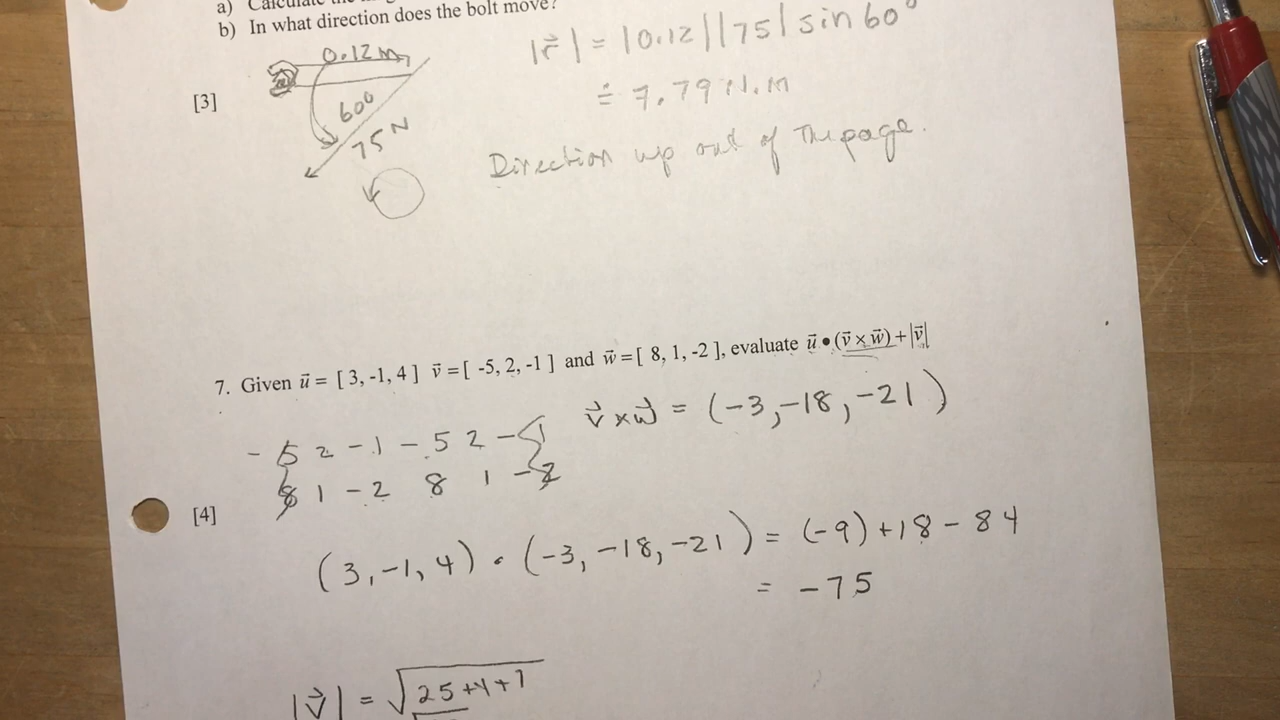 a) Calculate the
b) In what direction does the bolt move?
0.12 m
|r⃗| = |0.12||75| sin 60°
[3]
60°
≐ 7.79 N.m
75 N
Direction up out of the page.
7. Given u⃗ = [ 3, -1, 4 ] v⃗ = [ -5, 2, -1 ] and w⃗ = [ 8, 1, -2 ], evaluate u⃗ • (v⃗ × w⃗) + |v⃗|
v⃗ × w⃗ = (-3, -18, -21)
-5 2 -1 -5 2 -1
8 1 -2 8 1 -2
[4]
(3, -1, 4) • (-3, -18, -21) = (-9) + 18 - 84
= -75
|v⃗| = √25+4+1